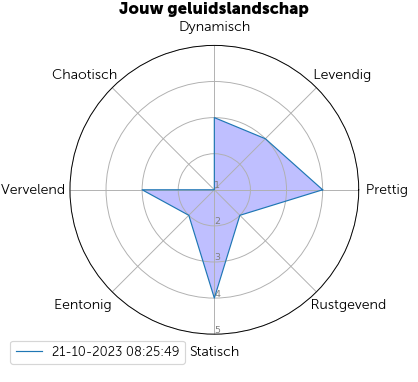 Jouw geluidslandschap
Dynamisch
Chaotisch
Levendig
Vervelend
Prettig
1
2
3
4
5
Eentonig
Rustgevend
Statisch
21-10-2023 08:25:49